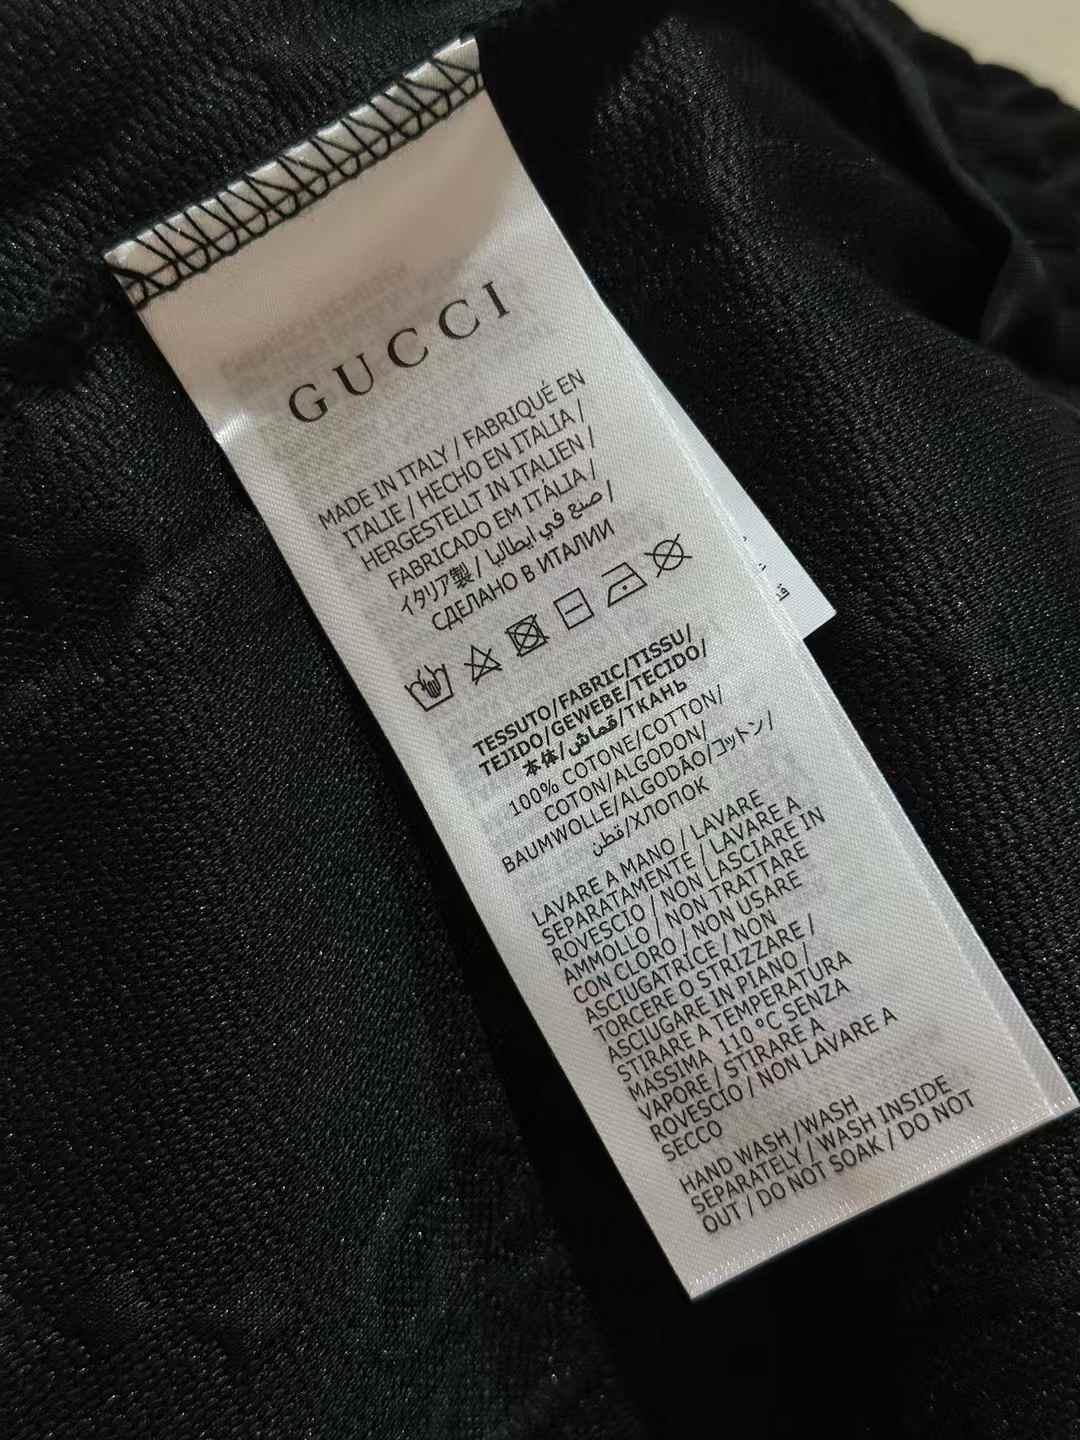 GUCCI
MADE IN ITALY / FABRIQUÉ EN
ITALIE / HECHO EN ITALIA /
HERGESTELLT IN ITALIEN /
FABRICADO EM ITALIA /
イタリア製 / صنع في ايطاليا /
СДЕЛАНО В ИТАЛИИ
TESSUTO/FABRIC/TISSU/
TEJIDO/GEWEBE/TECIDO/
本体/قماش/ТКАНЬ
100% COTONE/COTTON/
COTON/ALGODON/
BAUMWOLLE/ALGODÃO/コットン/
قطن/ХЛОПОК
LAVARE A MANO / LAVARE
SEPARATAMENTE / LAVARE A
ROVESCIO / NON LASCIARE IN
AMMOLLO / NON TRATTARE
CON CLORO / NON USARE
ASCIUGATRICE / NON
TORCERE O STRIZZARE /
ASCIUGARE IN PIANO /
STIRARE A TEMPERATURA
MASSIMA 110 °C SENZA
VAPORE / STIRARE A
ROVESCIO / NON LAVARE A
SECCO
HAND WASH /WASH
SEPARATELY / WASH INSIDE
OUT / DO NOT SOAK / DO NOT